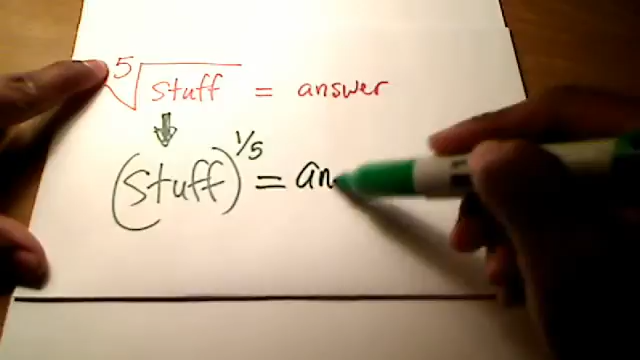 ⁵√stuff = answer
(stuff)^1/5 = an